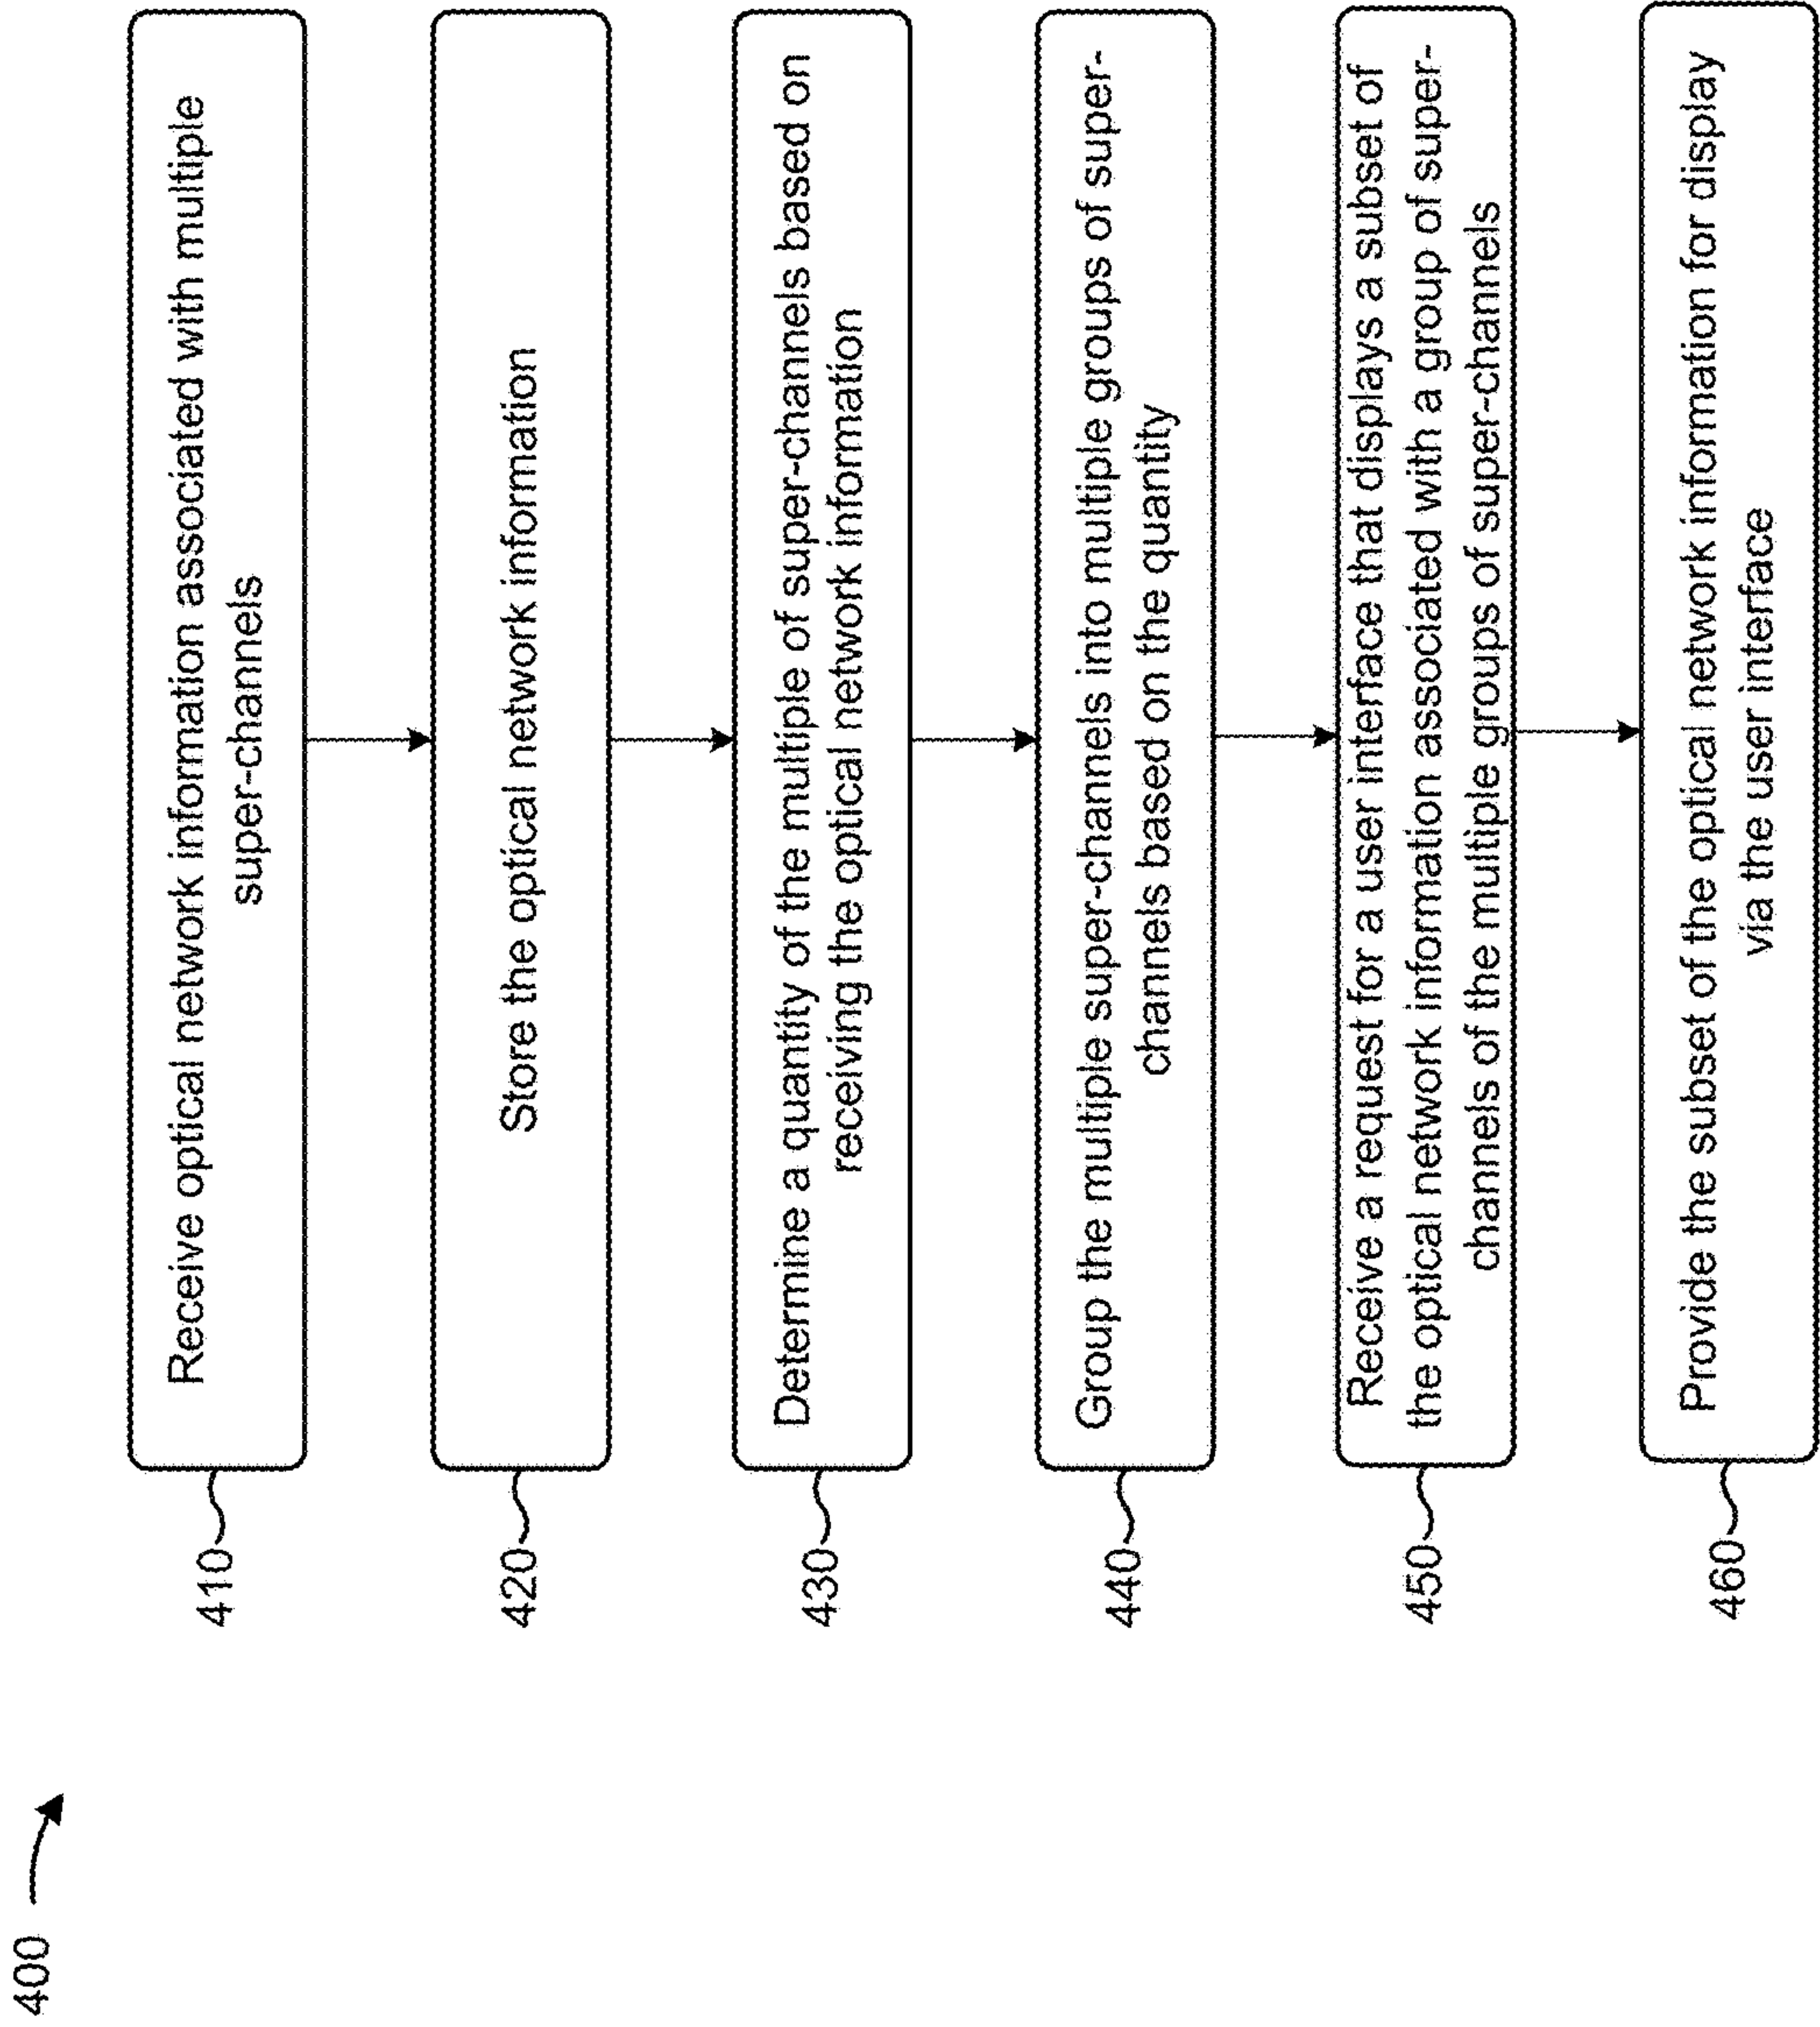 400
410
Receive optical network information associated with multiple
super-channels
420
Store the optical network information
430
Determine a quantity of the multiple of super-channels based on
receiving the optical network information
440
Group the multiple super-channels into multiple groups of super-
channels based on the quantity
450
Receive a request for a user interface that displays a subset of
the optical network information associated with a group of super-
channels of the multiple groups of super-channels
460
Provide the subset of the optical network information for display
via the user interface